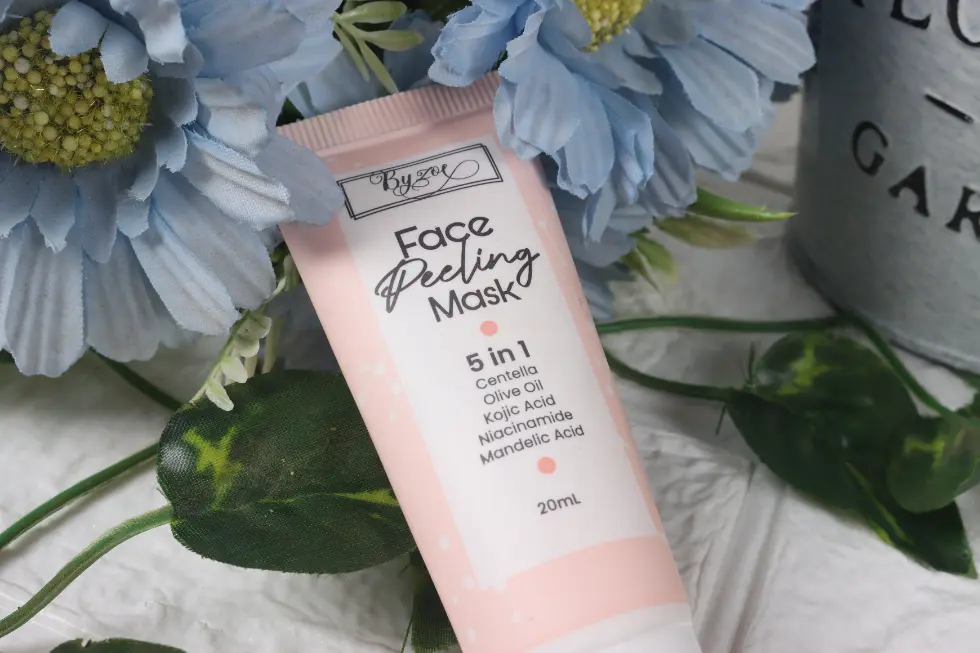 Byzoe
Face
Peeling
Mask
5 in 1
Centella
Olive Oil
Kojic Acid
Niacinamide
Mandelic Acid
20mL